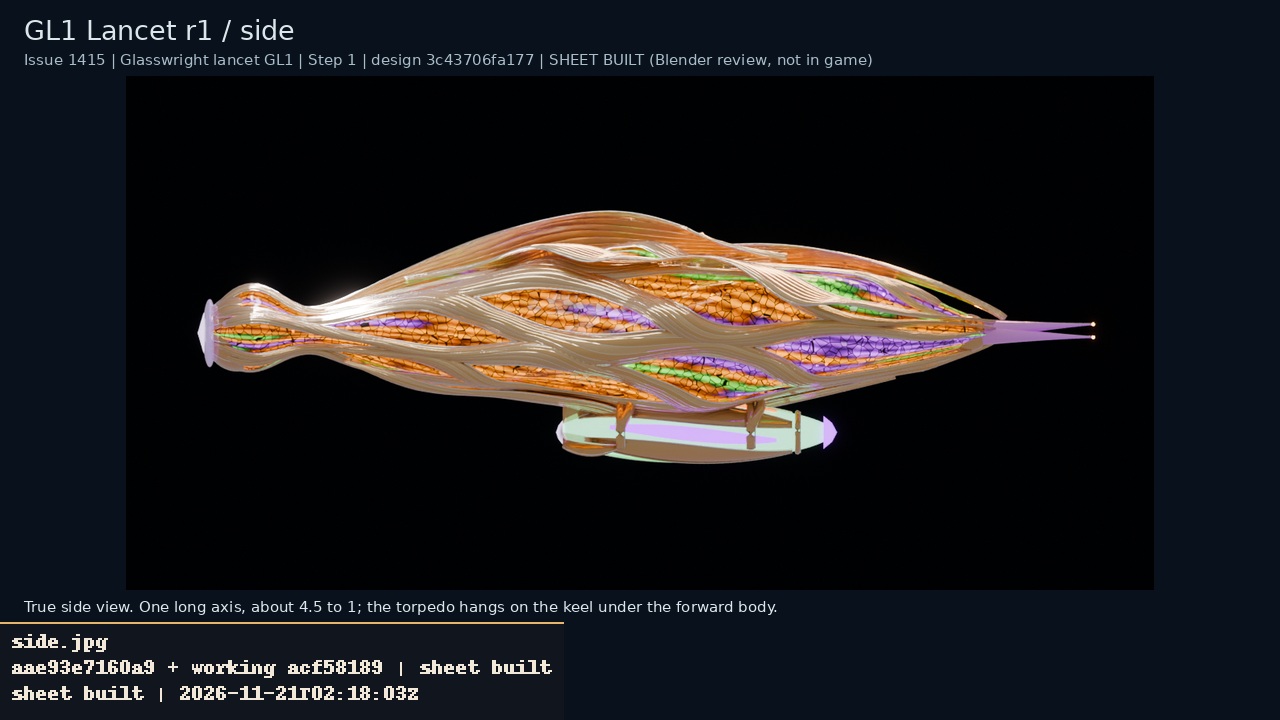 GL1 Lancet r1 / side
Issue 1415 | Glasswright lancet GL1 | Step 1 | design 3c43706fa177 | SHEET BUILT (Blender review, not in game)
True side view. One long axis, about 4.5 to 1; the torpedo hangs on the keel under the forward body.
side.jpg
aae93e7160a9 + working acf58189 | sheet built
sheet built | 2026-11-21T02:18:03Z